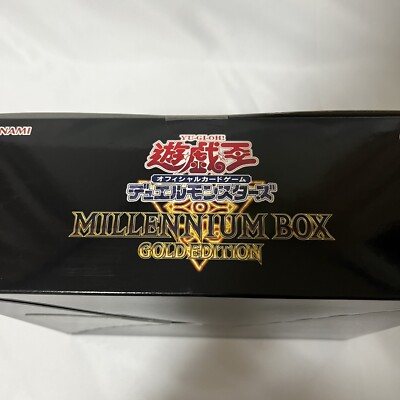 KONAMI
YU-GI-OH!
遊戯王
オフィシャルカードゲーム
デュエルモンスターズ
MILLENNIUM BOX
GOLD EDITION